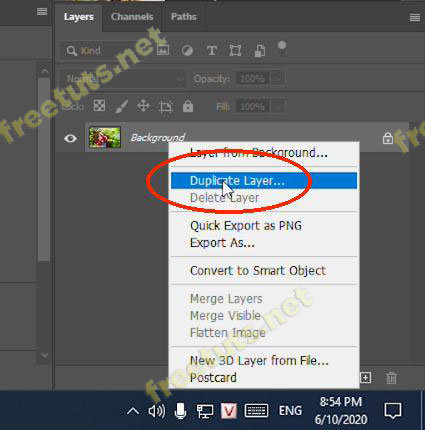 Layers Channels Paths
Kind
Normal Opacity: 100%
Lock: Fill: 100%
Background
Layer from Background...
Duplicate Layer...
Delete Layer
Quick Export as PNG
Export As...
Convert to Smart Object
Merge Layers
Merge Visible
Flatten Image
New 3D Layer from File...
Postcard
8:54 PM
ENG
6/10/2020
freetuts.net
freetuts.net
freetuts.net